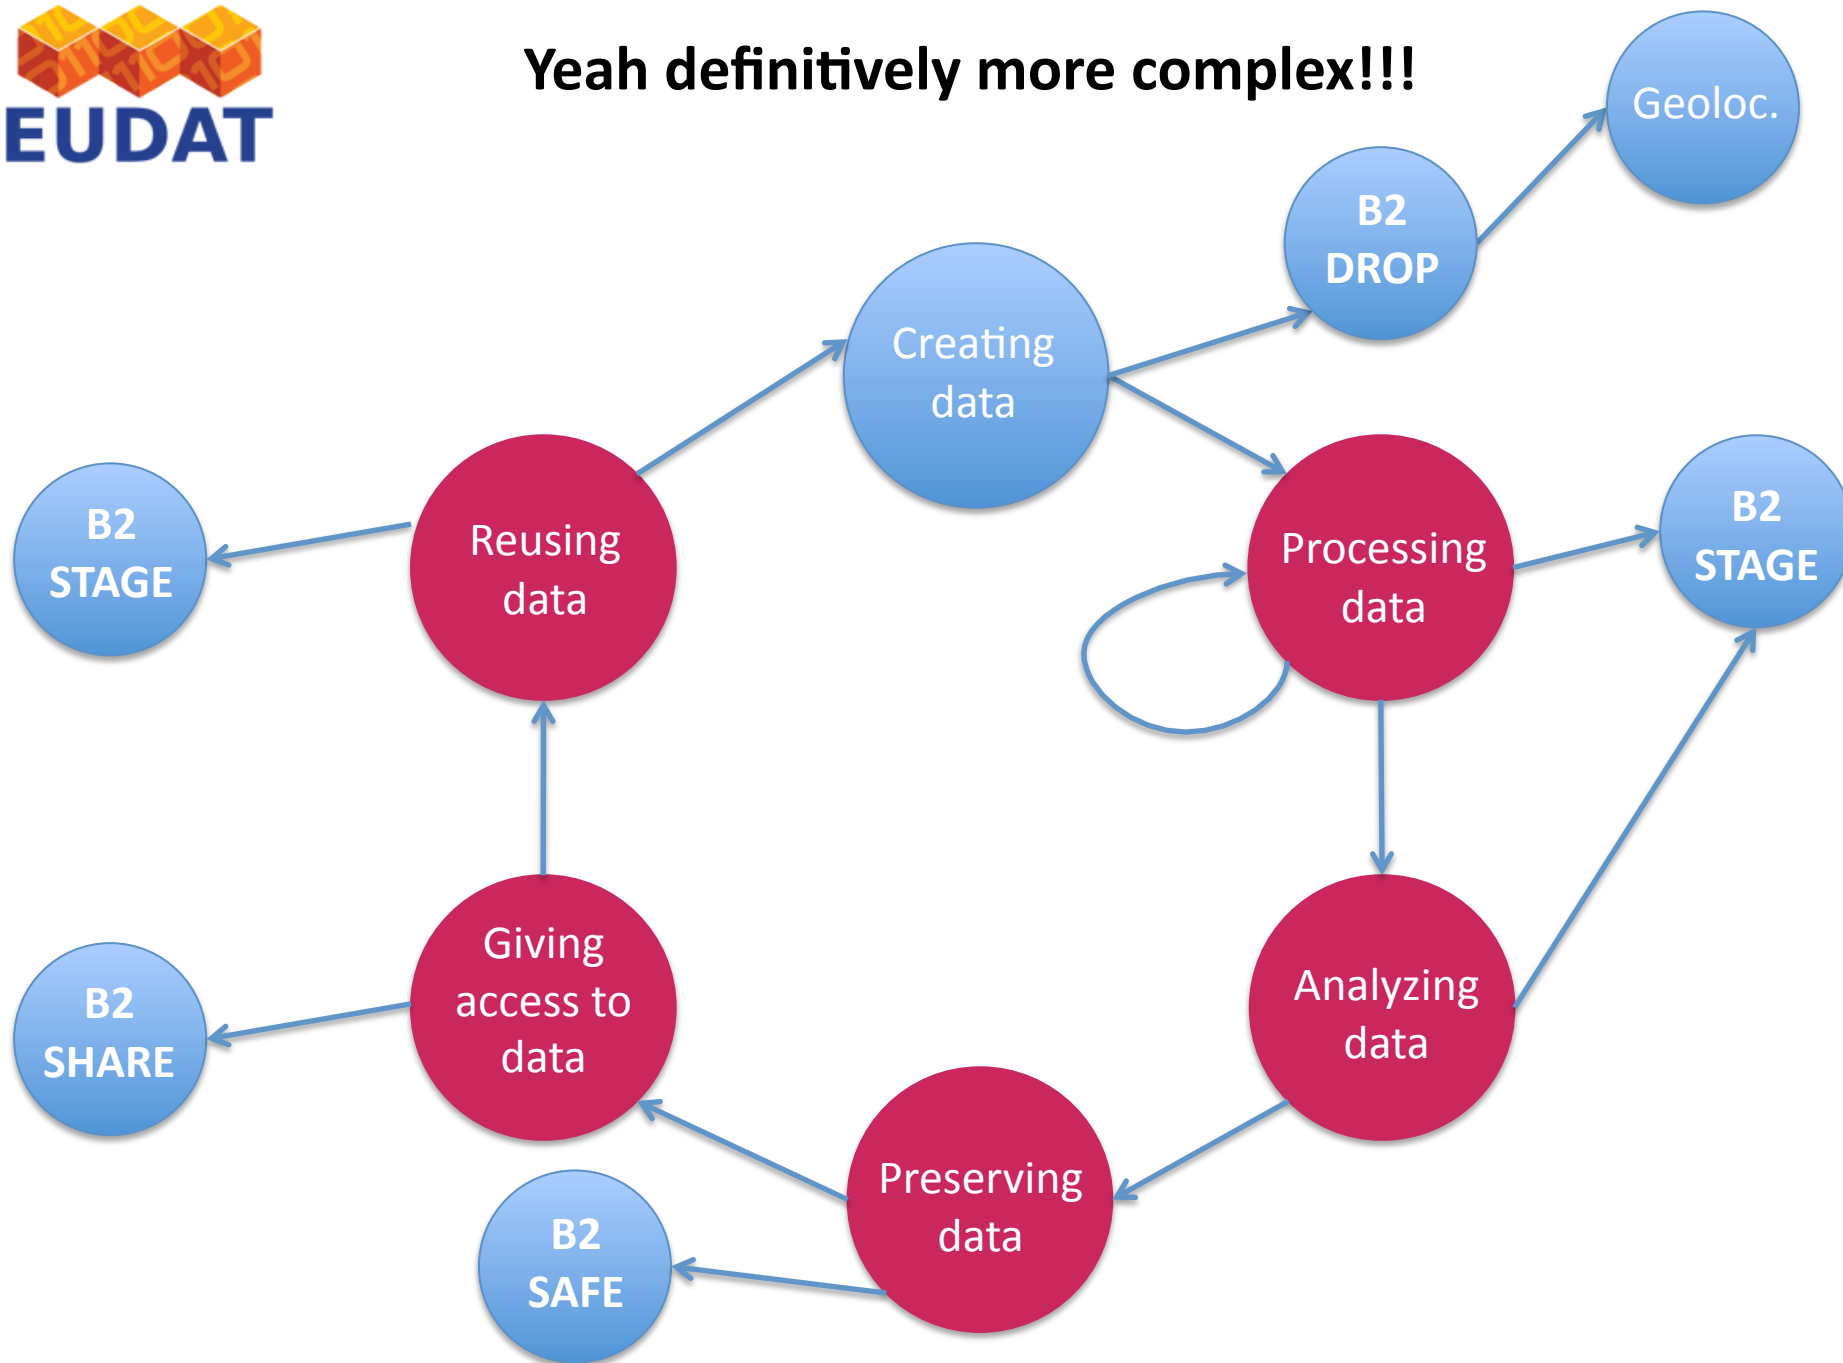 EUDAT
Yeah definitively more complex!!!
Geoloc.
B2
DROP
Creating
data
B2
STAGE
Reusing
data
Processing
data
B2
STAGE
Giving
access to
data
B2
SHARE
Analyzing
data
Preserving
data
B2
SAFE